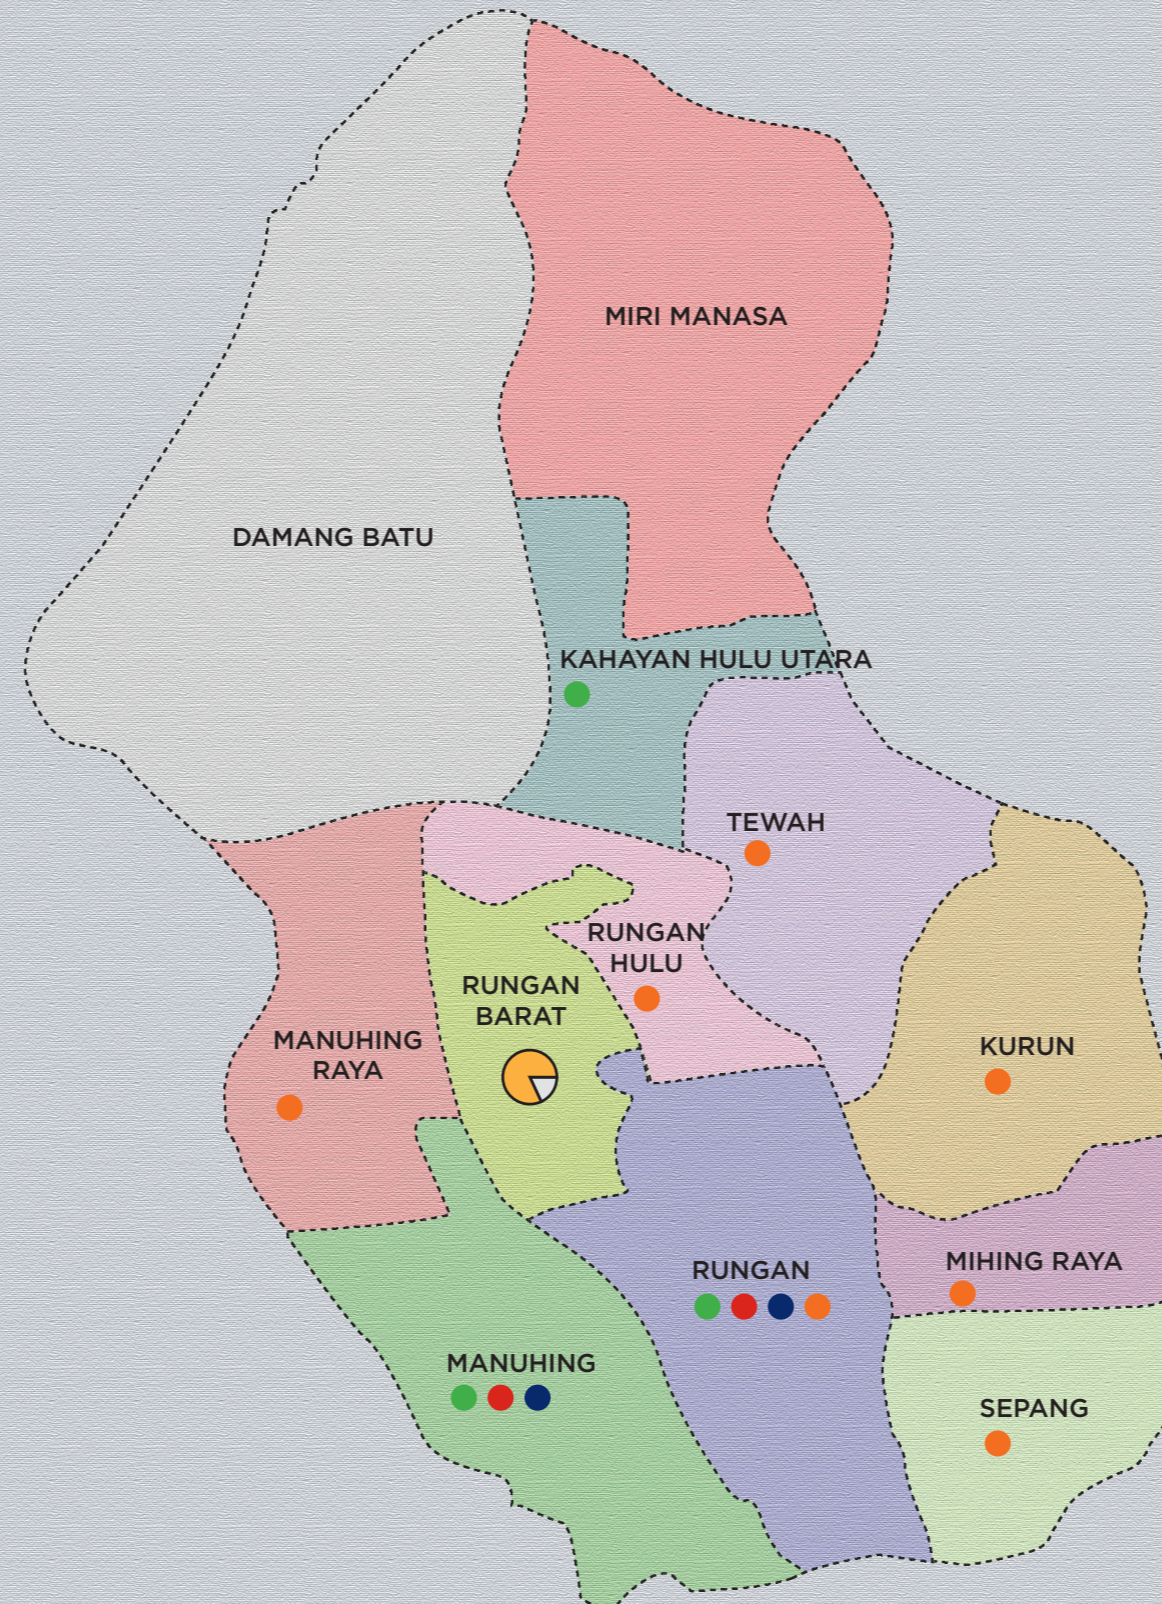 MIRI MANASA
DAMANG BATU
KAHAYAN HULU UTARA
TEWAH
RUNGAN
HULU
RUNGAN
BARAT
MANUHING
RAYA
KURUN
MIHING RAYA
RUNGAN
MANUHING
SEPANG